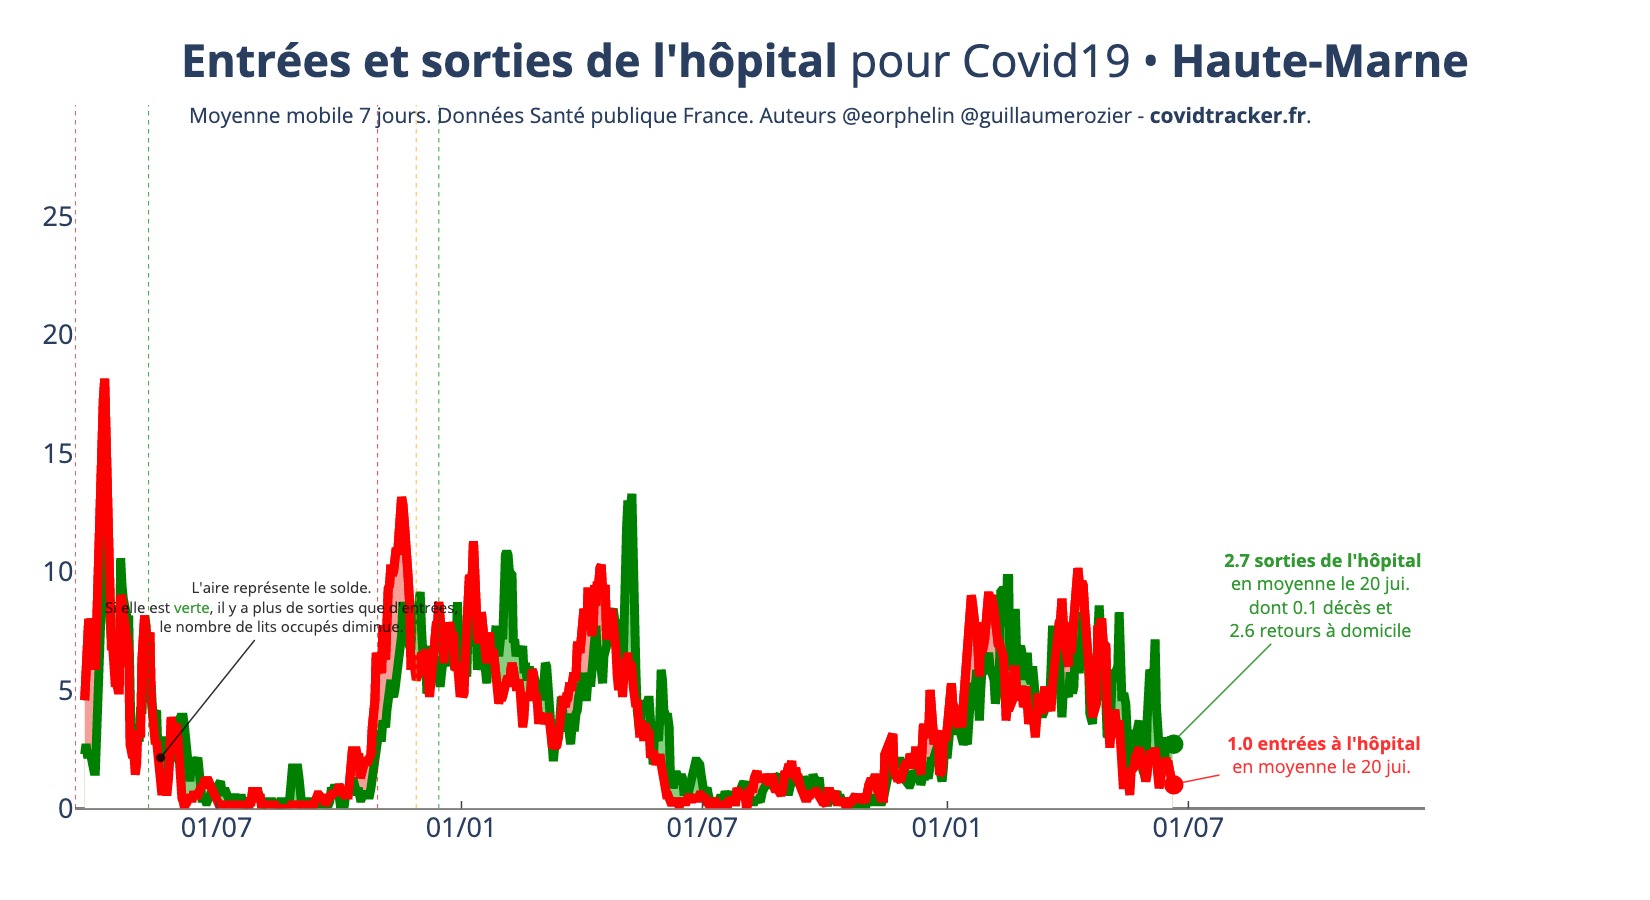 Entrées et sorties de l'hôpital pour Covid19 • Haute-Marne
Moyenne mobile 7 jours. Données Santé publique France. Auteurs @eorphelin @guillaumerozier - covidtracker.fr.
25
20
15
10
5
0
L'aire représente le solde.
Si elle est verte, il y a plus de sorties que d'entrées,
le nombre de lits occupés diminue.
2.7 sorties de l'hôpital
en moyenne le 20 jui.
dont 0.1 décès et
2.6 retours à domicile
1.0 entrées à l'hôpital
en moyenne le 20 jui.
01/07
01/01
01/07
01/01
01/07